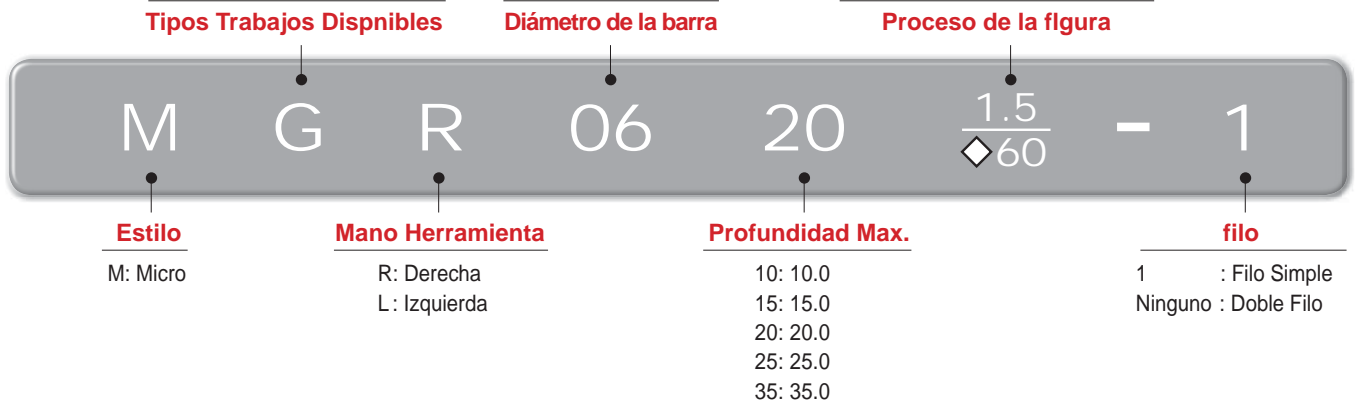 Tipos Trabajos Dispnibles Diámetro de la barra Proceso de la fIgura
M G R 06 20 1.5/◇60 - 1
Estilo Mano Herramienta Profundidad Max. filo
M: Micro R: Derecha 10: 10.0 1 : Filo Simple
L : Izquierda 15: 15.0 Ninguno : Doble Filo
20: 20.0
25: 25.0
35: 35.0